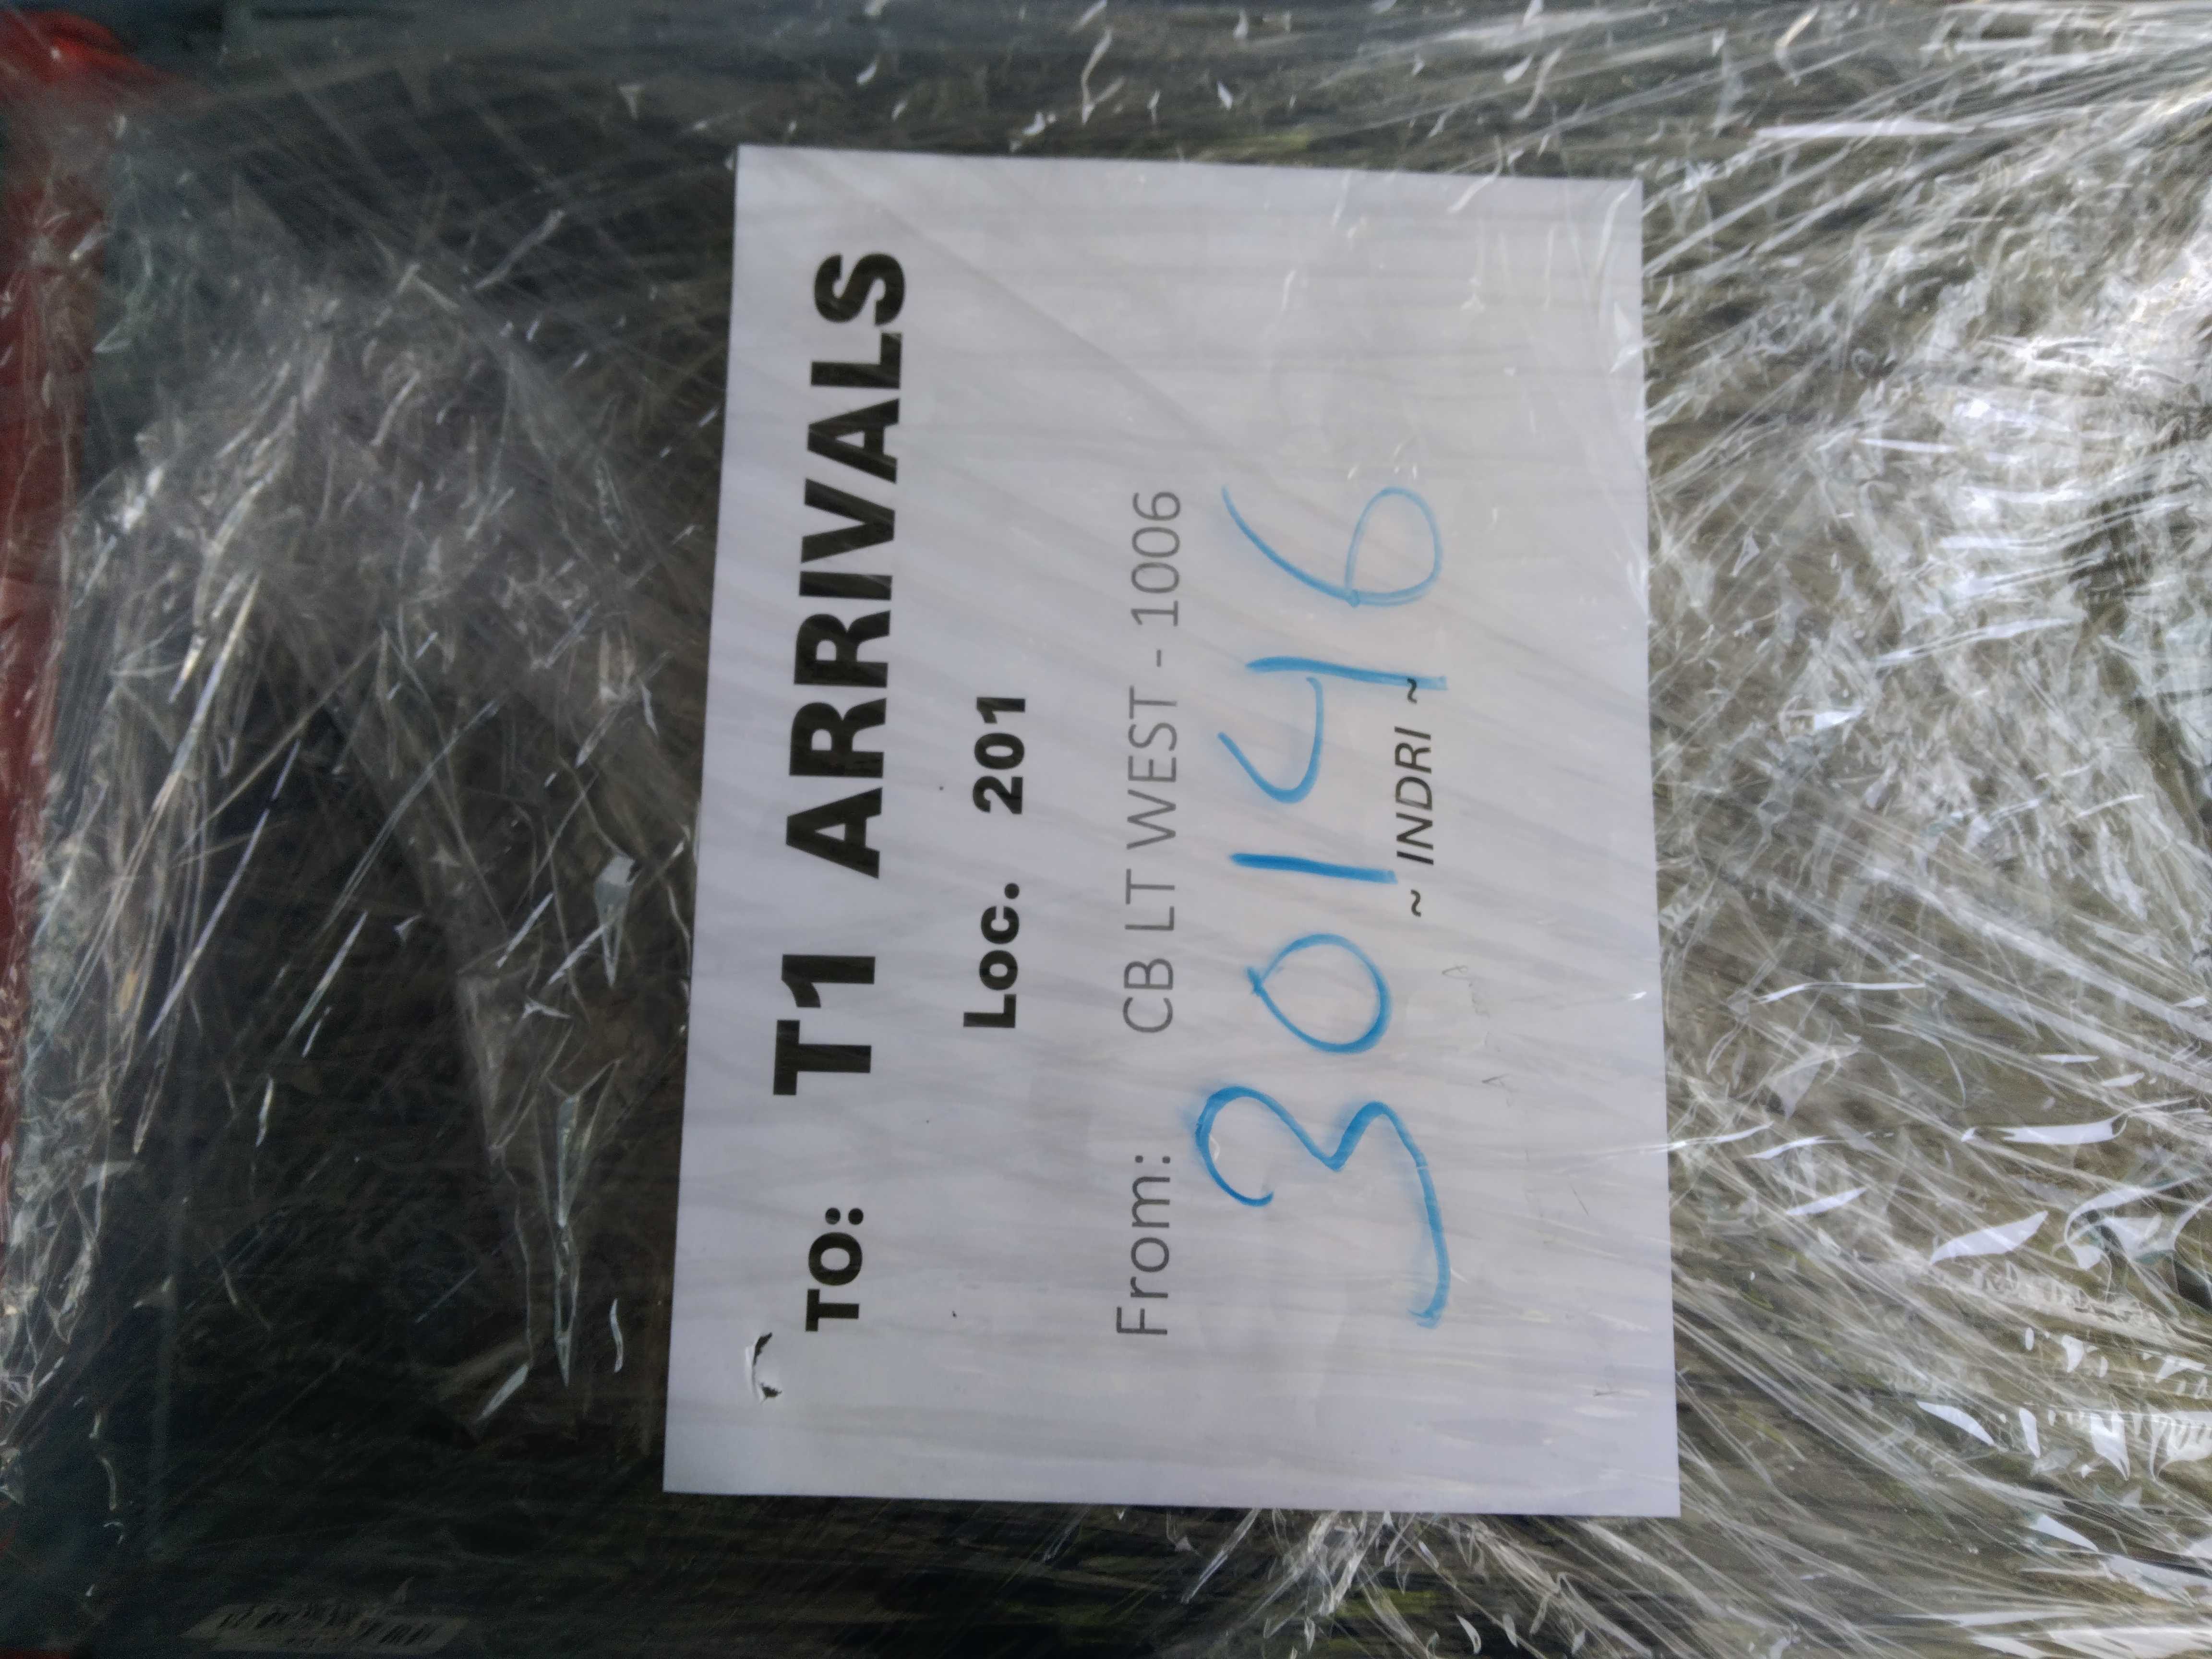 TO: T1 ARRIVALS
Loc. 201
From: CB LT WEST - 1006
30146
~ INDRI ~